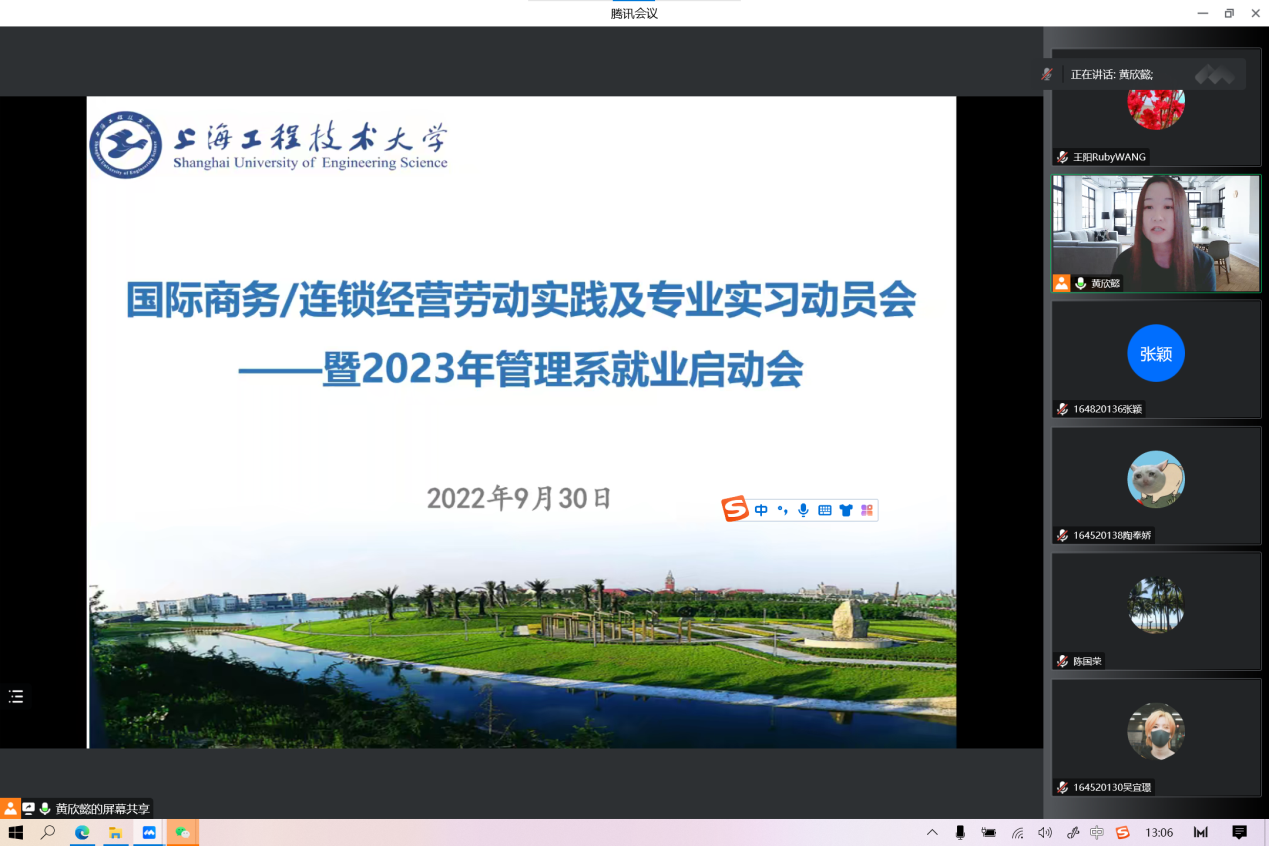 腾讯会议
正在讲话: 黄欣懿;
上海工程技术大学
Shanghai University of Engineering Science
国际商务/连锁经营劳动实践及专业实习动员会
——暨2023年管理系就业启动会
2022年9月30日
中
王阳RubyWANG
黄欣懿
张颖
164820136张颖
164520138陶奉娇
陈国荣
164520130吴宜璟
黄欣懿的屏幕共享
中
13:06